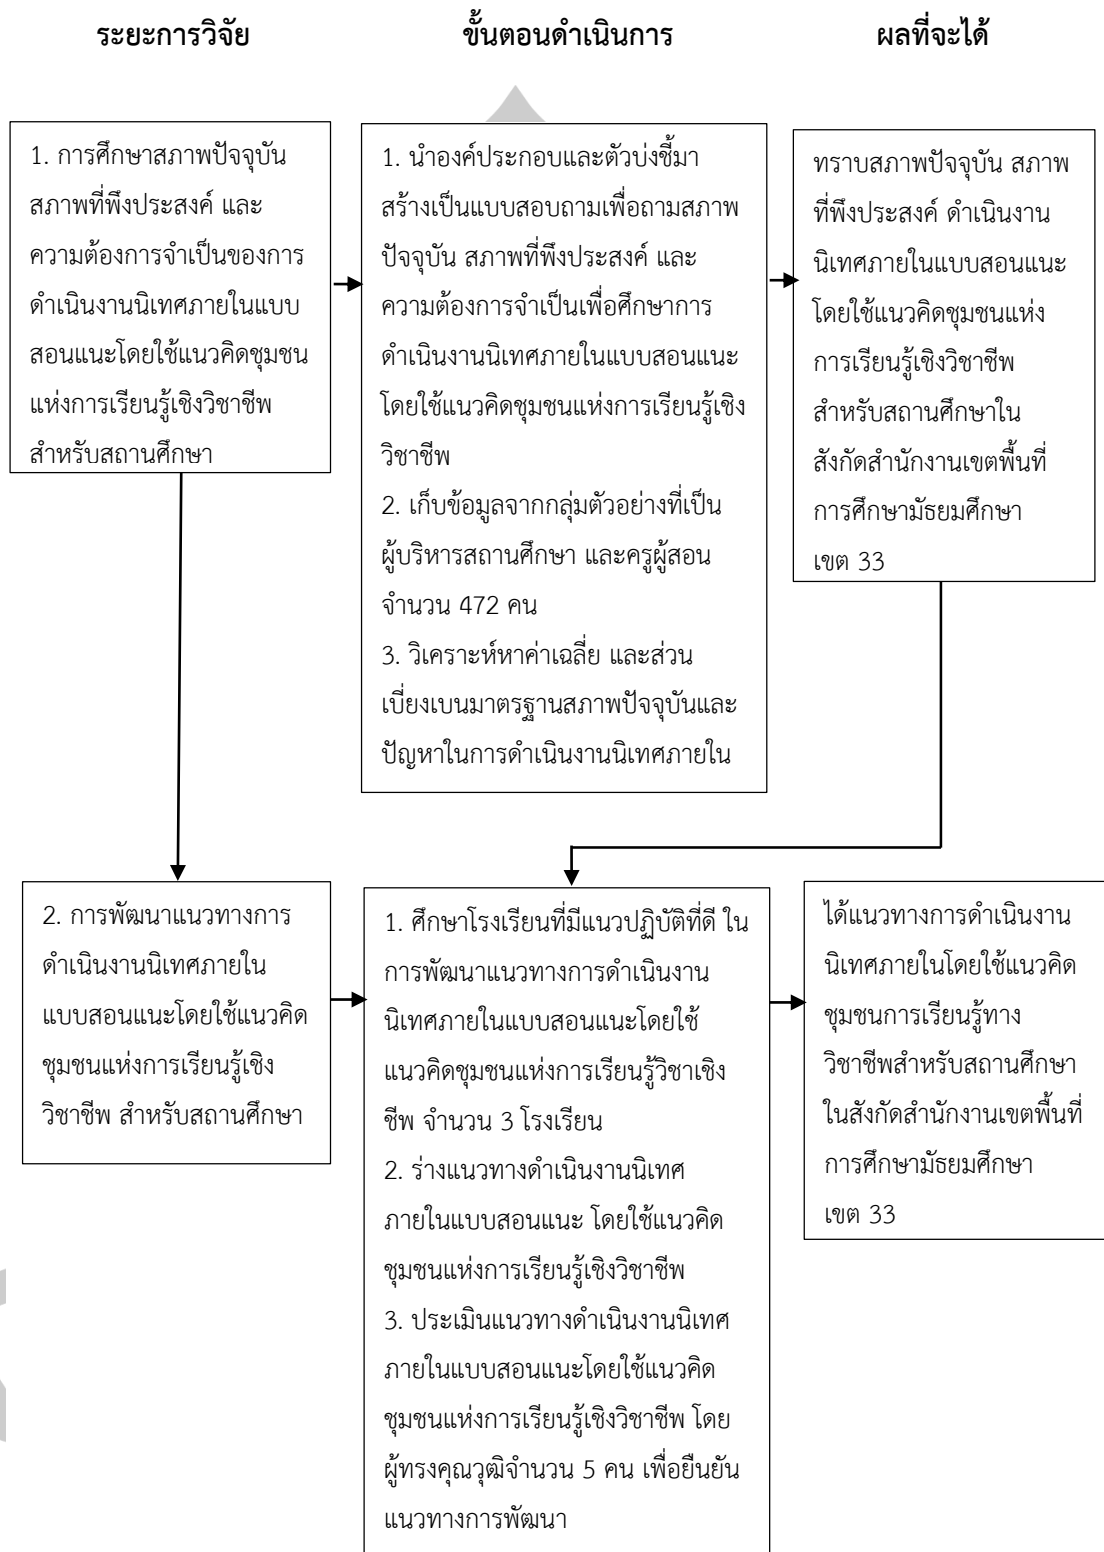 ระยะการวิจัย
ขั้นตอนดำเนินการ
ผลที่จะได้
1. การศึกษาสภาพปัจจุบัน
สภาพที่พึงประสงค์ และ
ความต้องการจำเป็นของการ
ดำเนินงานนิเทศภายในแบบ
สอนแนะโดยใช้แนวคิดชุมชน
แห่งการเรียนรู้เชิงวิชาชีพ
สำหรับสถานศึกษา
1. นำองค์ประกอบและตัวบ่งชี้มา
สร้างเป็นแบบสอบถามเพื่อถามสภาพ
ปัจจุบัน สภาพที่พึงประสงค์ และ
ความต้องการจำเป็นเพื่อศึกษาการ
ดำเนินงานนิเทศภายในแบบสอนแนะ
โดยใช้แนวคิดชุมชนแห่งการเรียนรู้เชิง
วิชาชีพ
2. เก็บข้อมูลจากกลุ่มตัวอย่างที่เป็น
ผู้บริหารสถานศึกษา และครูผู้สอน
จำนวน 472 คน
3. วิเคราะห์หาค่าเฉลี่ย และส่วน
เบี่ยงเบนมาตรฐานสภาพปัจจุบันและ
ปัญหาในการดำเนินงานนิเทศภายใน
ทราบสภาพปัจจุบัน สภาพ
ที่พึงประสงค์ ดำเนินงาน
นิเทศภายในแบบสอนแนะ
โดยใช้แนวคิดชุมชนแห่ง
การเรียนรู้เชิงวิชาชีพ
สำหรับสถานศึกษาใน
สังกัดสำนักงานเขตพื้นที่
การศึกษามัธยมศึกษา
เขต 33
2. การพัฒนาแนวทางการ
ดำเนินงานนิเทศภายใน
แบบสอนแนะโดยใช้แนวคิด
ชุมชนแห่งการเรียนรู้เชิง
วิชาชีพ สำหรับสถานศึกษา
1. ศึกษาโรงเรียนที่มีแนวปฏิบัติที่ดี ใน
การพัฒนาแนวทางการดำเนินงาน
นิเทศภายในแบบสอนแนะโดยใช้
แนวคิดชุมชนแห่งการเรียนรู้วิชาเชิง
ชีพ จำนวน 3 โรงเรียน
2. ร่างแนวทางดำเนินงานนิเทศ
ภายในแบบสอนแนะ โดยใช้แนวคิด
ชุมชนแห่งการเรียนรู้เชิงวิชาชีพ
3. ประเมินแนวทางดำเนินงานนิเทศ
ภายในแบบสอนแนะโดยใช้แนวคิด
ชุมชนแห่งการเรียนรู้เชิงวิชาชีพ โดย
ผู้ทรงคุณวุฒิจำนวน 5 คน เพื่อยืนยัน
แนวทางการพัฒนา
ได้แนวทางการดำเนินงาน
นิเทศภายในโดยใช้แนวคิด
ชุมชนการเรียนรู้ทาง
วิชาชีพสำหรับสถานศึกษา
ในสังกัดสำนักงานเขตพื้นที่
การศึกษามัธยมศึกษา
เขต 33